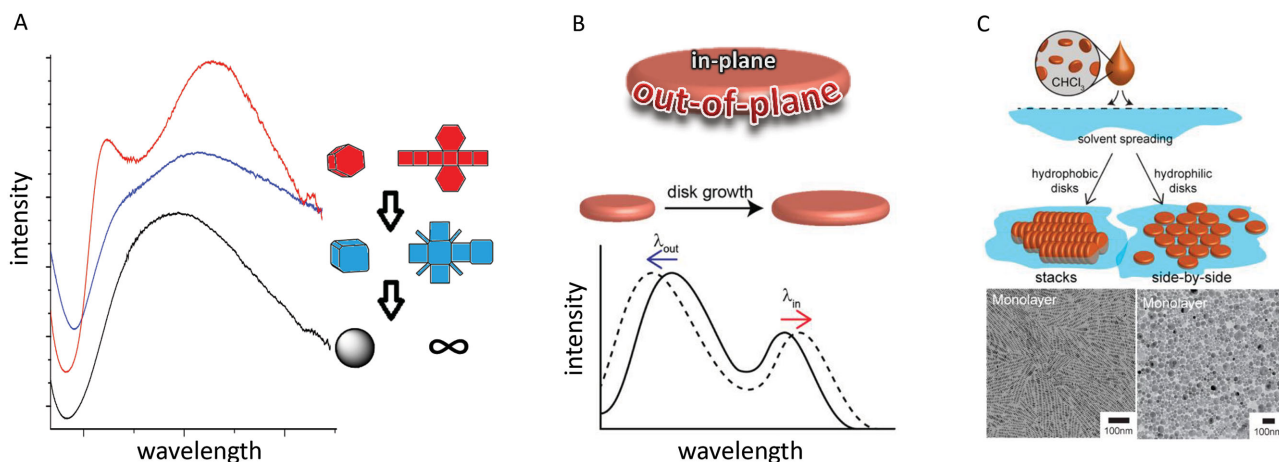 A
intensity
wavelength
∞
B
in-plane
out-of-plane
disk growth
λout
λin
intensity
wavelength
C
CHCl3
solvent spreading
hydrophobic
disks
hydrophilic
disks
stacks
side-by-side
Monolayer
100nm
Monolayer
100nm